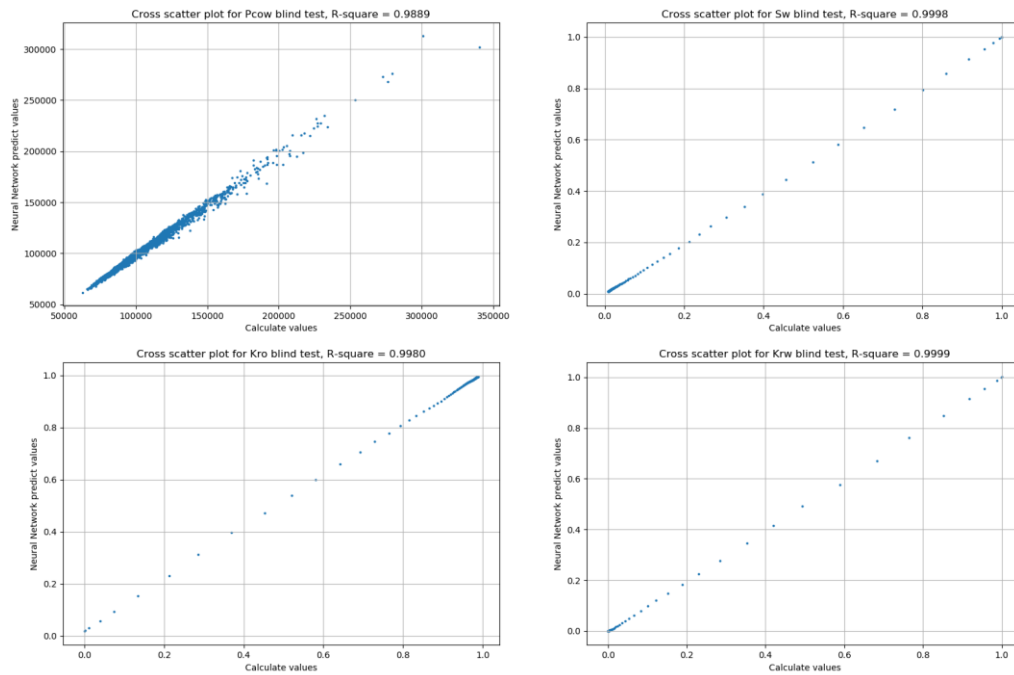 Cross scatter plot for Pcow blind test, R-square = 0.9889
Neural Network predict values
300000
250000
200000
150000
100000
50000
50000 100000 150000 200000 250000 300000 350000
Calculate values
Cross scatter plot for Sw blind test, R-square = 0.9998
Neural Network predict values
1.0
0.8
0.6
0.4
0.2
0.0
0.0 0.2 0.4 0.6 0.8 1.0
Calculate values
Cross scatter plot for Kro blind test, R-square = 0.9980
Neural Network predict values
1.0
0.8
0.6
0.4
0.2
0.0
0.0 0.2 0.4 0.6 0.8 1.0
Calculate values
Cross scatter plot for Krw blind test, R-square = 0.9999
Neural Network predict values
1.0
0.8
0.6
0.4
0.2
0.0
0.0 0.2 0.4 0.6 0.8 1.0
Calculate values